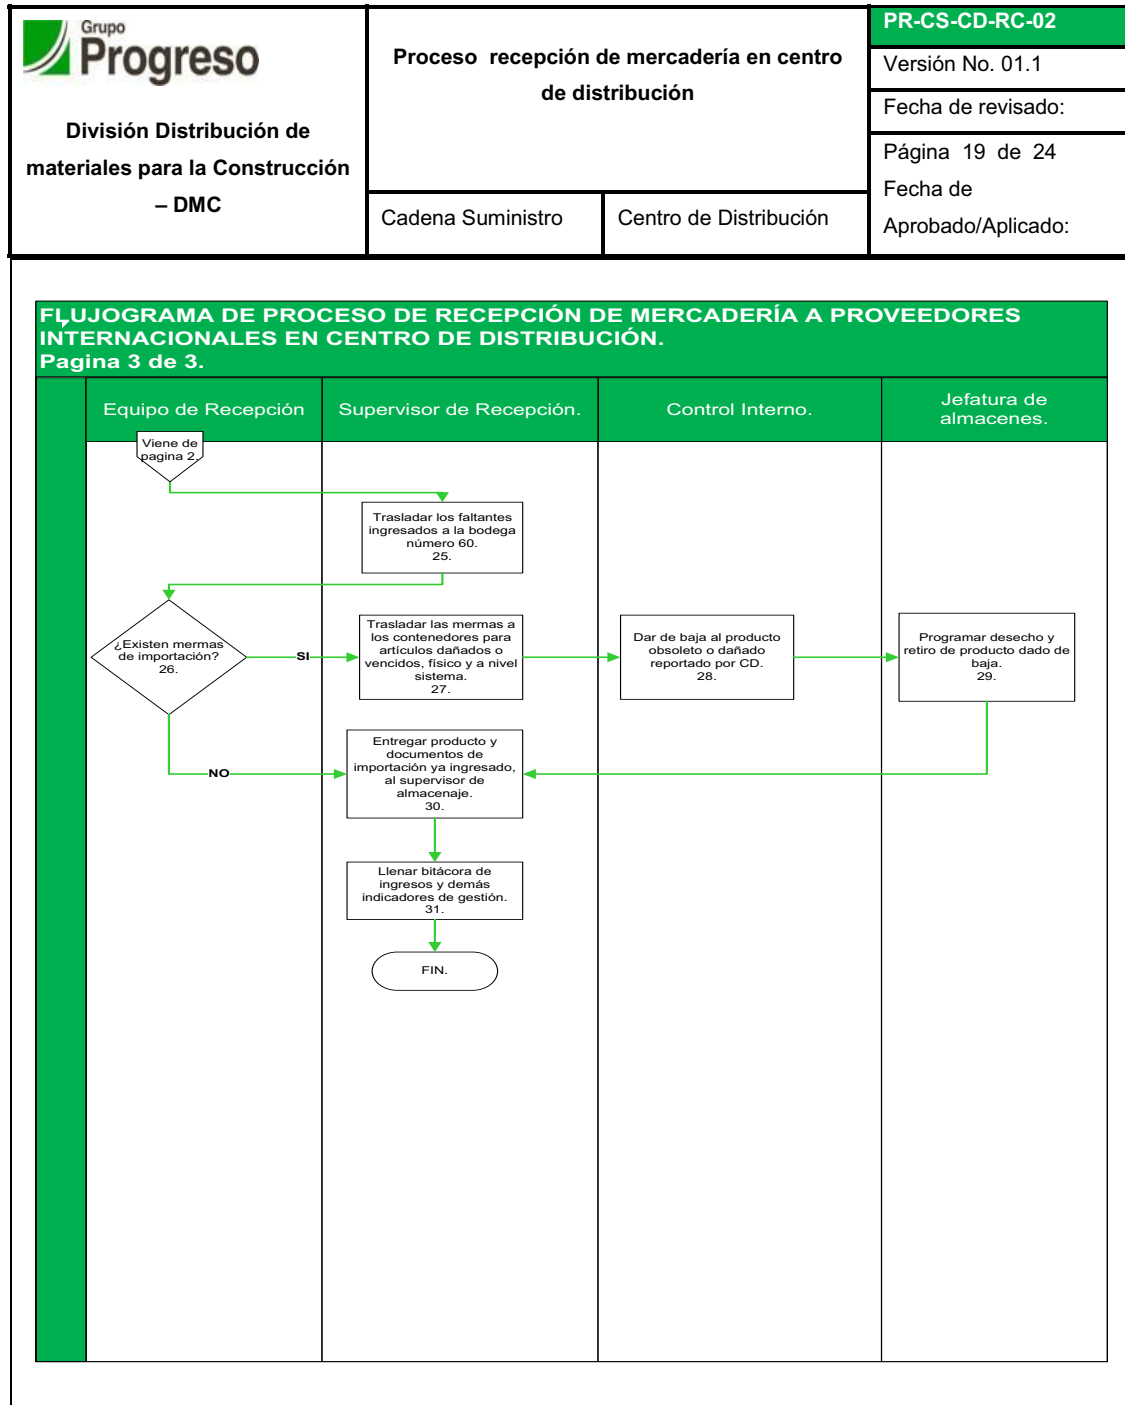 Grupo
Progreso
División Distribución de
materiales para la Construcción
– DMC
Proceso recepción de mercadería en centro
de distribución
Cadena Suministro
Centro de Distribución
PR-CS-CD-RC-02
Versión No. 01.1
Fecha de revisado:
Página 19 de 24
Fecha de
Aprobado/Aplicado:
FLUJOGRAMA DE PROCESO DE RECEPCIÓN DE MERCADERÍA A PROVEEDORES
INTERNACIONALES EN CENTRO DE DISTRIBUCIÓN.
Pagina 3 de 3.
Equipo de Recepción
Supervisor de Recepción.
Control Interno.
Jefatura de
almacenes.
Viene de
pagina 2.
Trasladar los faltantes
ingresados a la bodega
número 60.
25.
¿Existen mermas
de importación?
26.
SI
Trasladar las mermas a
los contenedores para
artículos dañados o
vencidos, físico y a nivel
sistema.
27.
Dar de baja al producto
obsoleto o dañado
reportado por CD.
28.
Programar desecho y
retiro de producto dado de
baja.
29.
NO
Entregar producto y
documentos de
importación ya ingresado,
al supervisor de
almacenaje.
30.
Llenar bitácora de
ingresos y demás
indicadores de gestión.
31.
FIN.